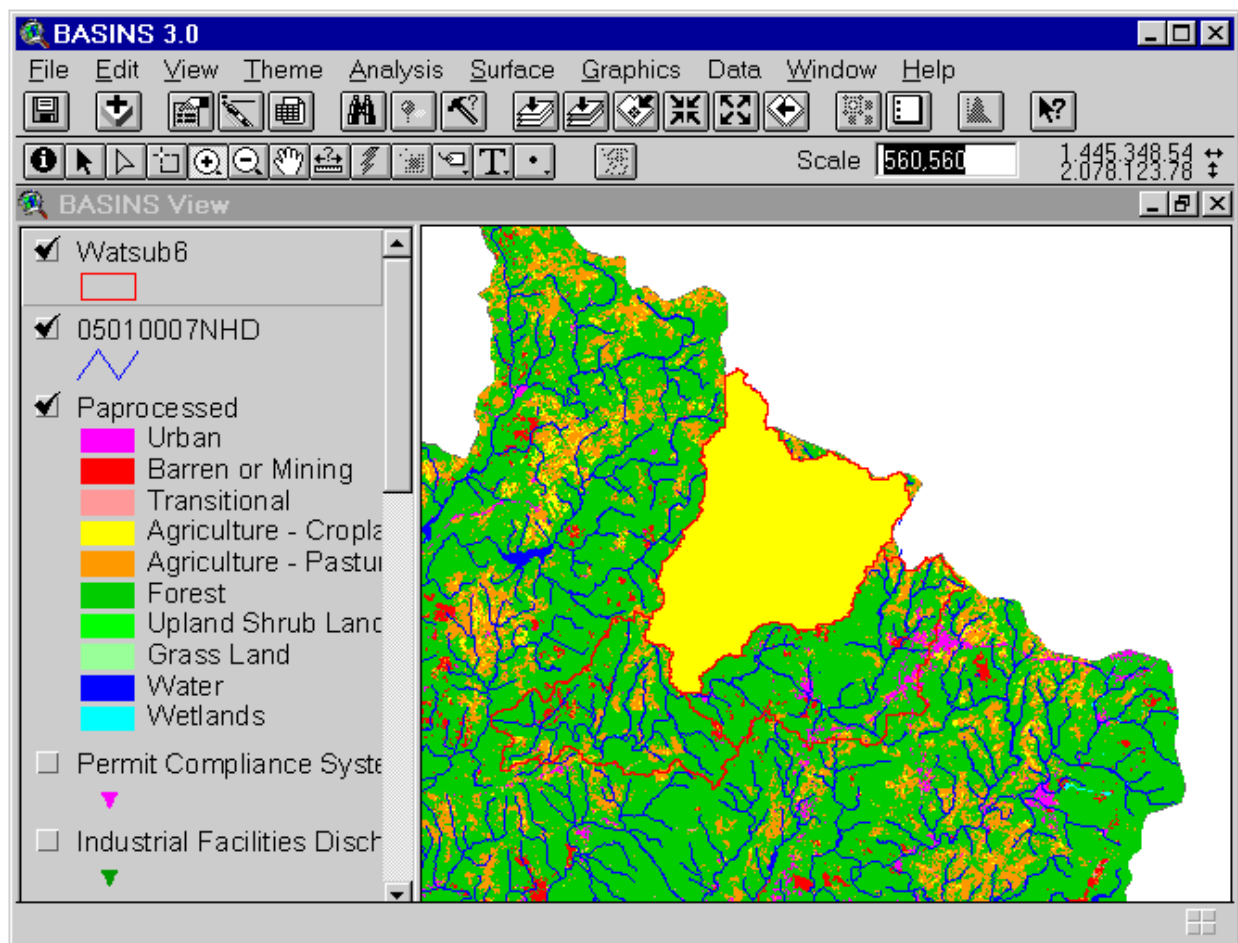 BASINS 3.0
File Edit View Theme Analysis Surface Graphics Data Window Help
Scale 560,560 1,445,348.54
2,078,123.78
BASINS View
Watsub6
05010007NHD
Paprocessed
Urban
Barren or Mining
Transitional
Agriculture - Cropla
Agriculture - Pastur
Forest
Upland Shrub Lanc
Grass Land
Water
Wetlands
Permit Compliance Syste
Industrial Facilities Disch